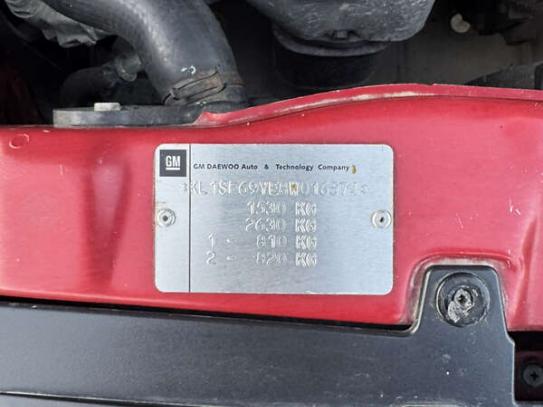 GM
GM DAEWOO Auto & Technology Company
1530 KG
2630 KG
1 - 810 KG
2 - 820 KG